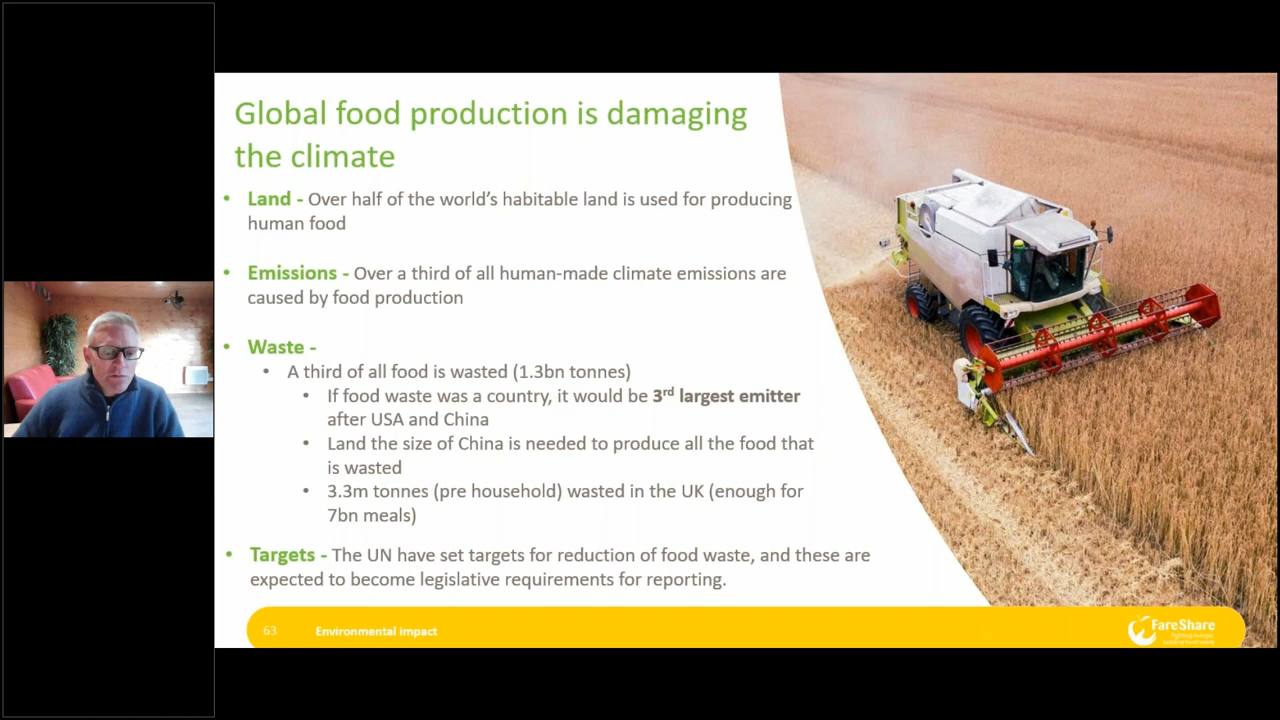 Global food production is damaging
the climate
• Land - Over half of the world's habitable land is used for producing
human food
• Emissions - Over a third of all human-made climate emissions are
caused by food production
• Waste -
• A third of all food is wasted (1.3bn tonnes)
• If food waste was a country, it would be 3rd largest emitter
after USA and China
• Land the size of China is needed to produce all the food that
is wasted
• 3.3m tonnes (pre household) wasted in the UK (enough for
7bn meals)
• Targets - The UN have set targets for reduction of food waste, and these are
expected to become legislative requirements for reporting.
63 Environmental impact
FareShare
fighting hunger,
tackling food waste